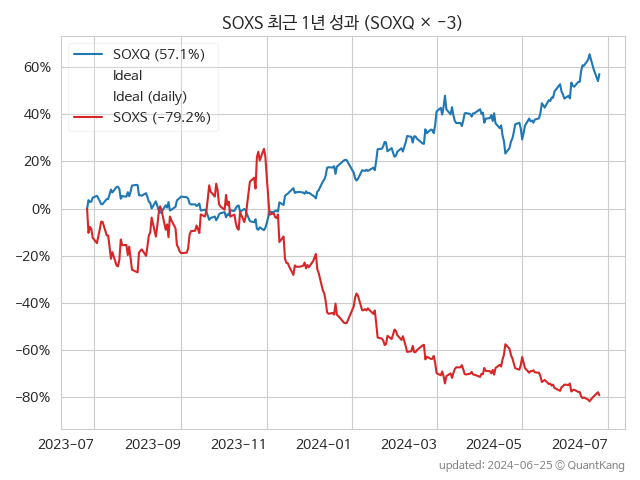 SOXS 최근 1년 성과 (SOXQ × −3)
SOXQ (57.1%)
Ideal
Ideal (daily)
SOXS (−79.2%)
60%
40%
20%
0%
−20%
−40%
−60%
−80%
2023-07 2023-09 2023-11 2024-01 2024-03 2024-05 2024-07
updated: 2024-06-25 © QuantKang